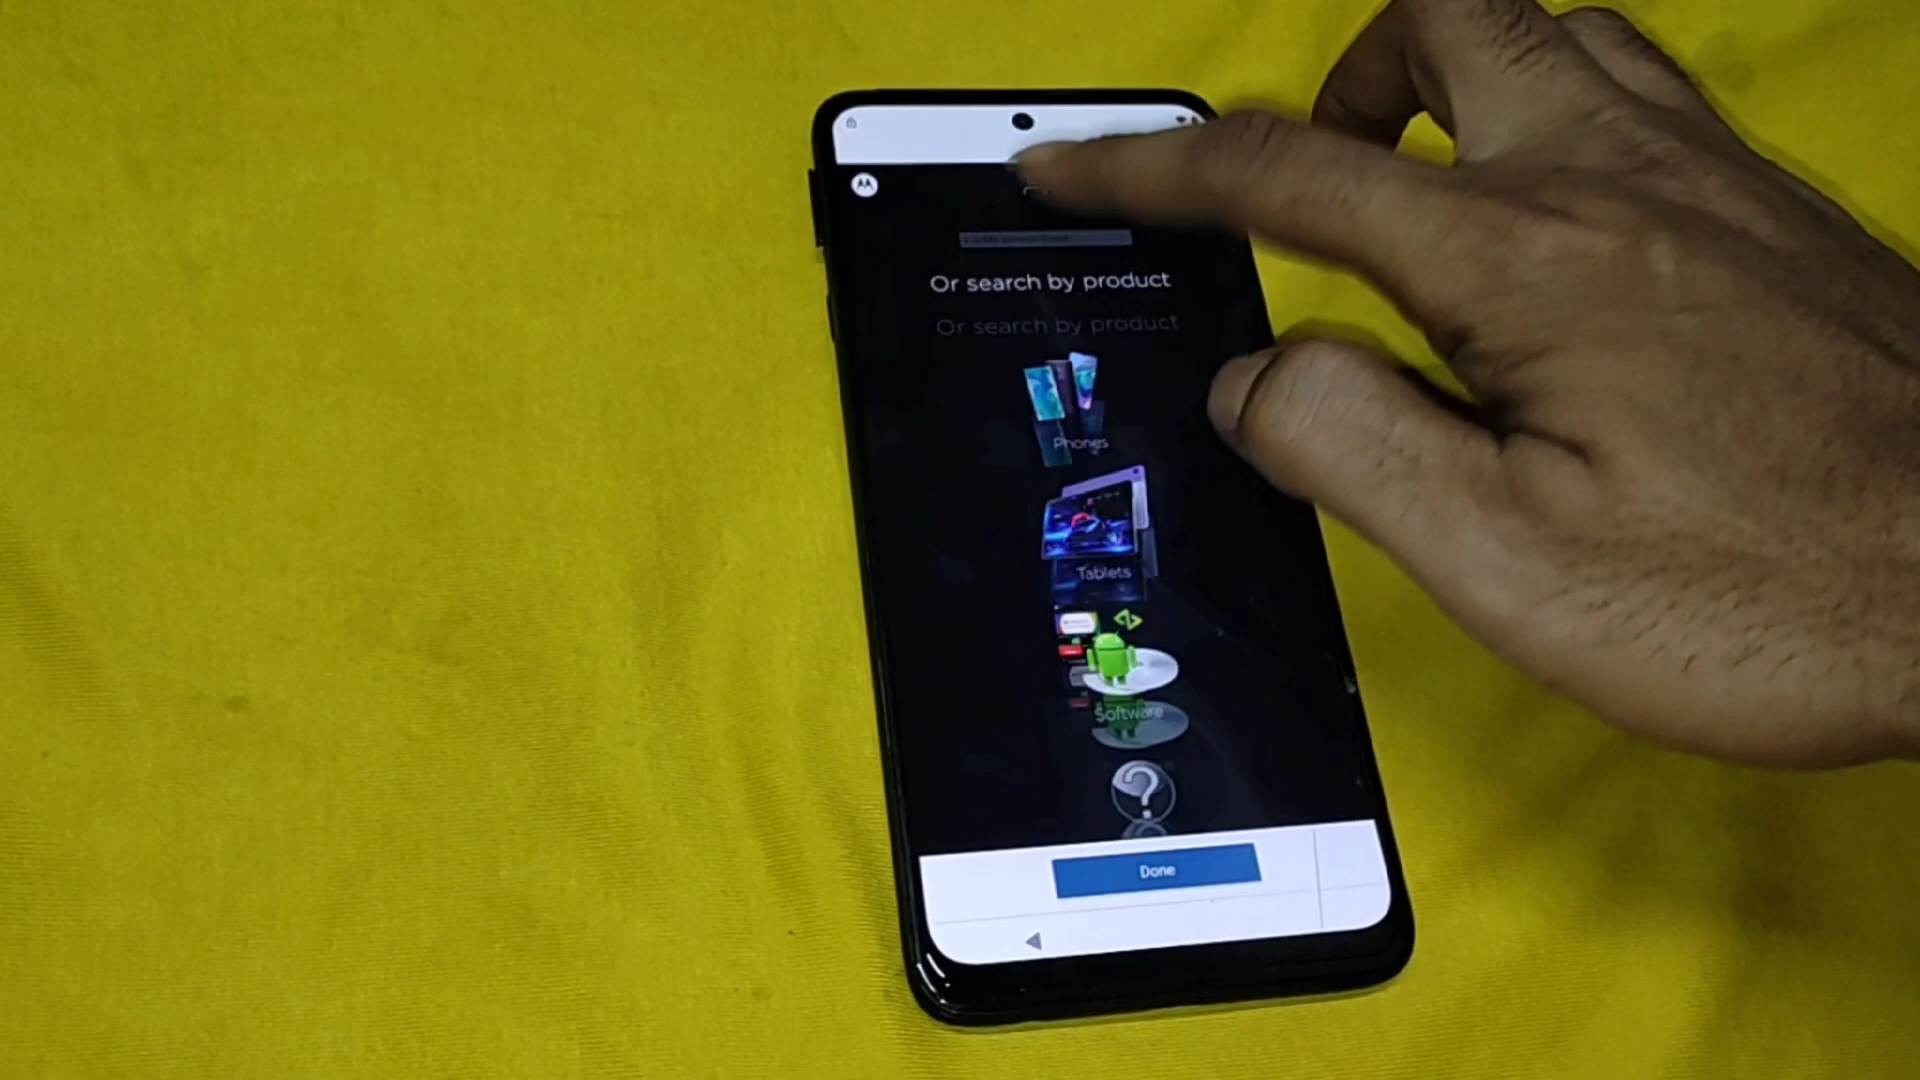 Or search by product
Or search by product
Phones
Tablets
Software
Done